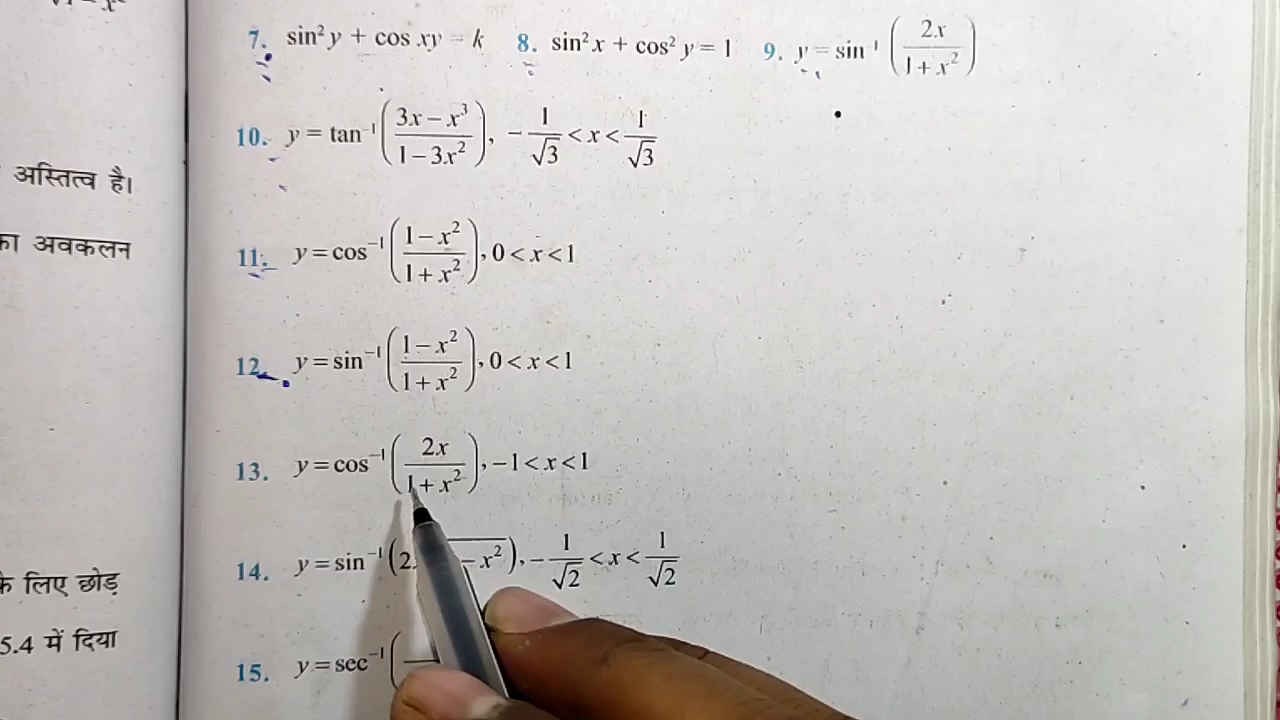 7. sin²y + cos xy = k 8. sin²x + cos² y = 1 9. y = sin⁻¹ (2x / 1 + x²)
10. y = tan⁻¹ (3x − x³ / 1 − 3x²), − 1/√3 < x < 1/√3
अस्तित्व है।
का अवकलन
11. y = cos⁻¹ (1 − x² / 1 + x²), 0 < x < 1
12. y = sin⁻¹ (1 − x² / 1 + x²), 0 < x < 1
13. y = cos⁻¹ (2x / 1 + x²), −1 < x < 1
14. y = sin⁻¹ (2 − x²), − 1/√2 < x < 1/√2
के लिए छोड़
5.4 में दिया
15. y = sec⁻¹ (